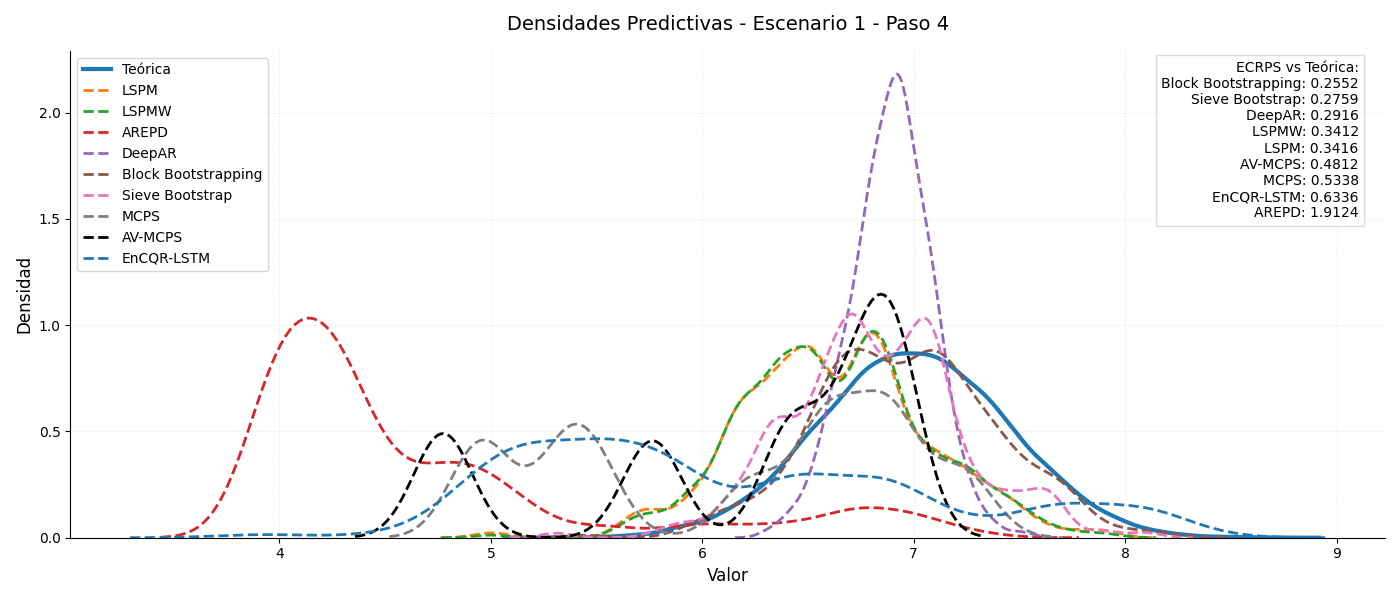 Densidades Predictivas - Escenario 1 - Paso 4
Teórica
LSPM
LSPMW
AREPD
DeepAR
Block Bootstrapping
Sieve Bootstrap
MCPS
AV-MCPS
EnCQR-LSTM
ECRPS vs Teórica:
Block Bootstrapping: 0.2552
Sieve Bootstrap: 0.2759
DeepAR: 0.2916
LSPMW: 0.3412
LSPM: 0.3416
AV-MCPS: 0.4812
MCPS: 0.5338
EnCQR-LSTM: 0.6336
AREPD: 1.9124
Densidad
2.0
1.5
1.0
0.5
0.0
4 5 6 7 8 9
Valor